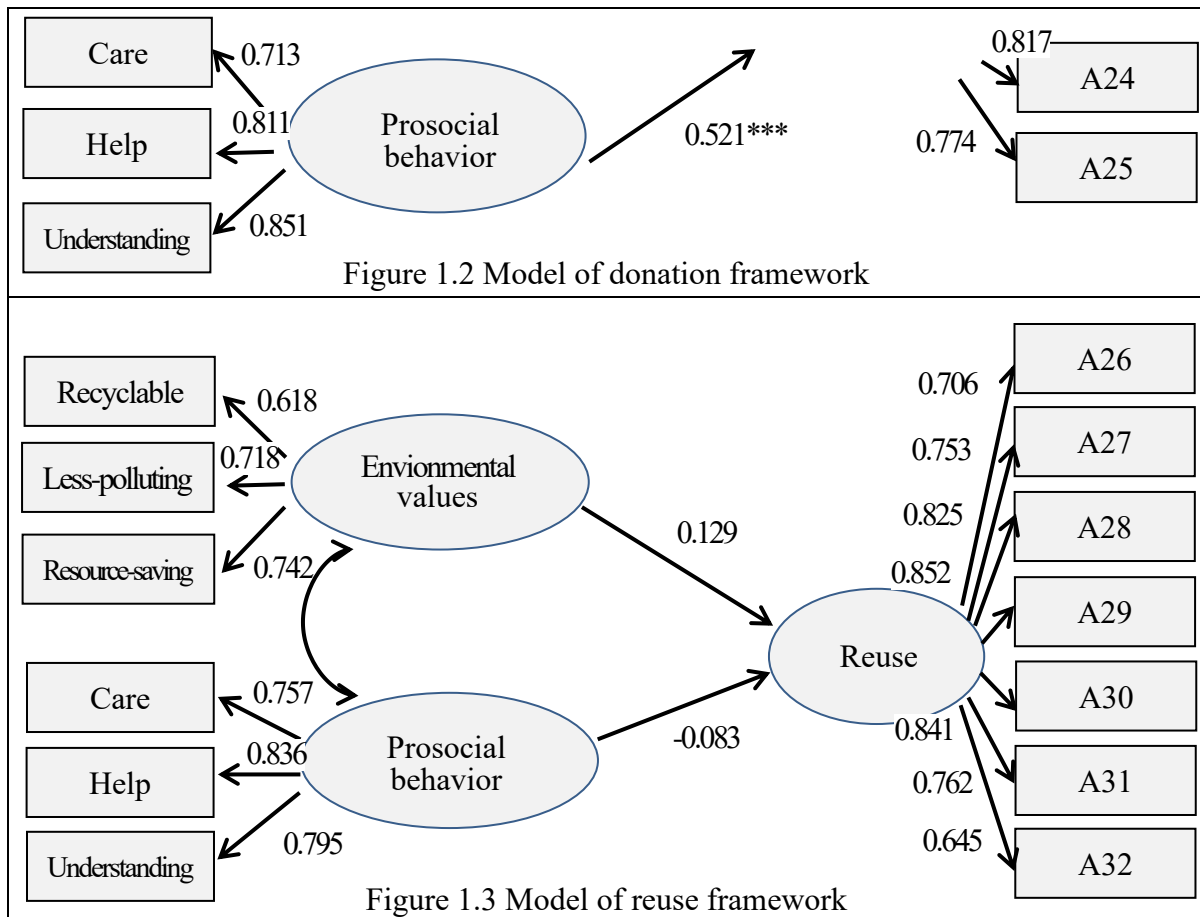 Care
0.713
0.817
A24
Help
0.811
Prosocial
behavior
0.521***
0.774
A25
Understanding
0.851
Figure 1.2 Model of donation framework
Recyclable
0.618
Less-polluting
0.718
Resource-saving
0.742
Envionmental
values
0.129
0.706
A26
0.753
A27
0.825
A28
0.852
A29
Reuse
Care
0.757
Help
0.836
Understanding
0.795
Prosocial
behavior
-0.083
A30
0.841
A31
0.762
0.645
A32
Figure 1.3 Model of reuse framework